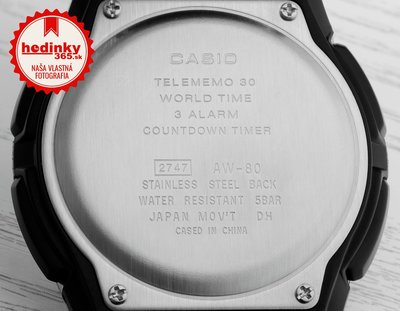 hedinky
365.sk
NAŠA VLASTNÁ
FOTOGRAFIA
CASIO
TELEMEMO 30
WORLD TIME
3 ALARM
COUNTDOWN TIMER
2747 AW-80
STAINLESS STEEL BACK
WATER RESISTANT 5BAR
JAPAN MOV'T DH
CASED IN CHINA